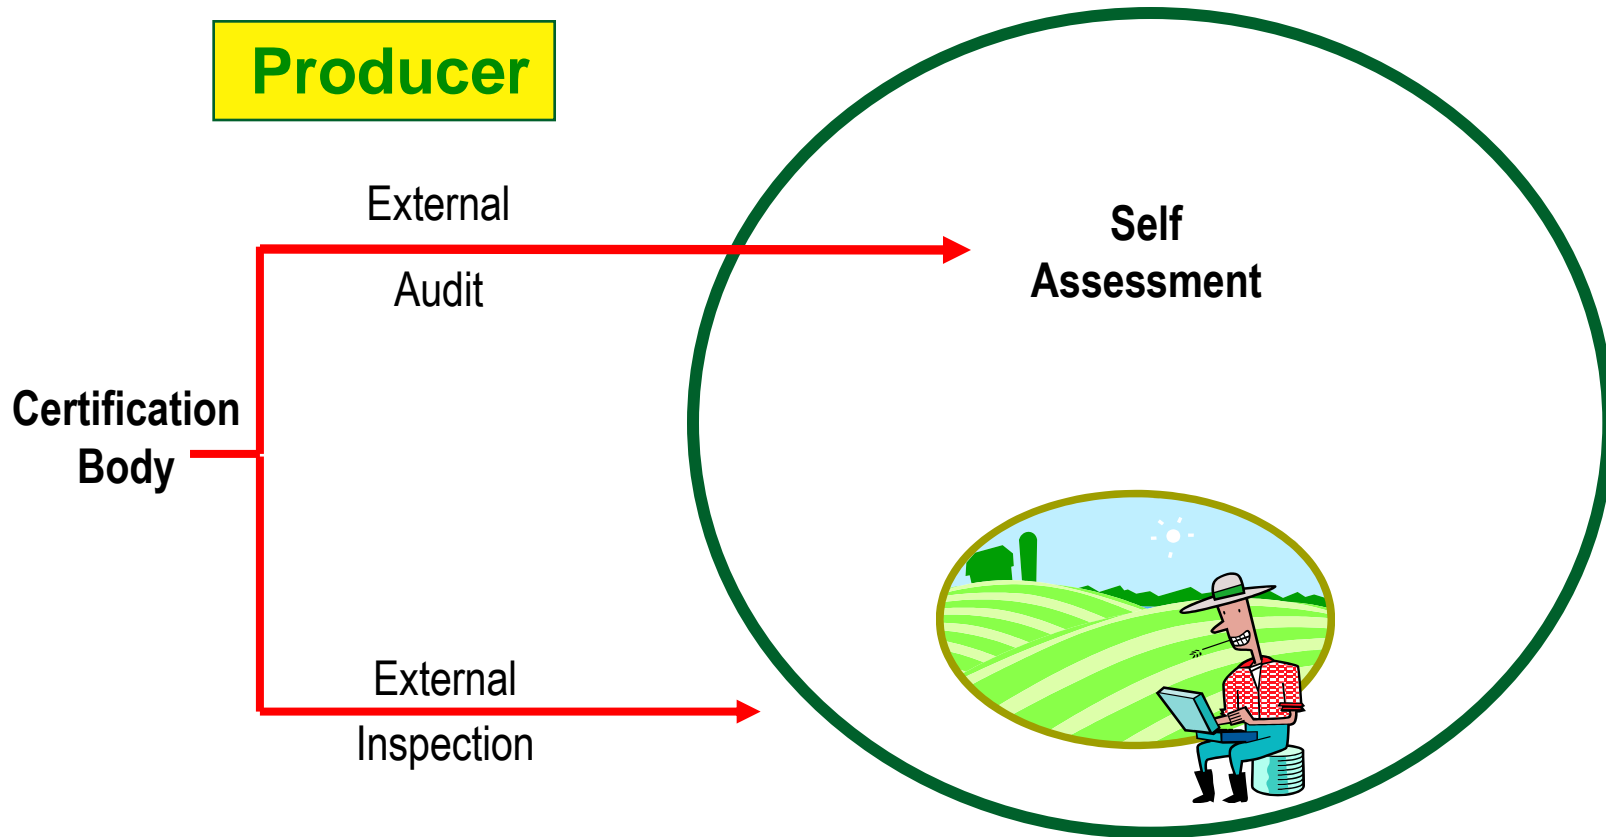 Producer
External
Audit
Self
Assessment
Certification
Body
External
Inspection